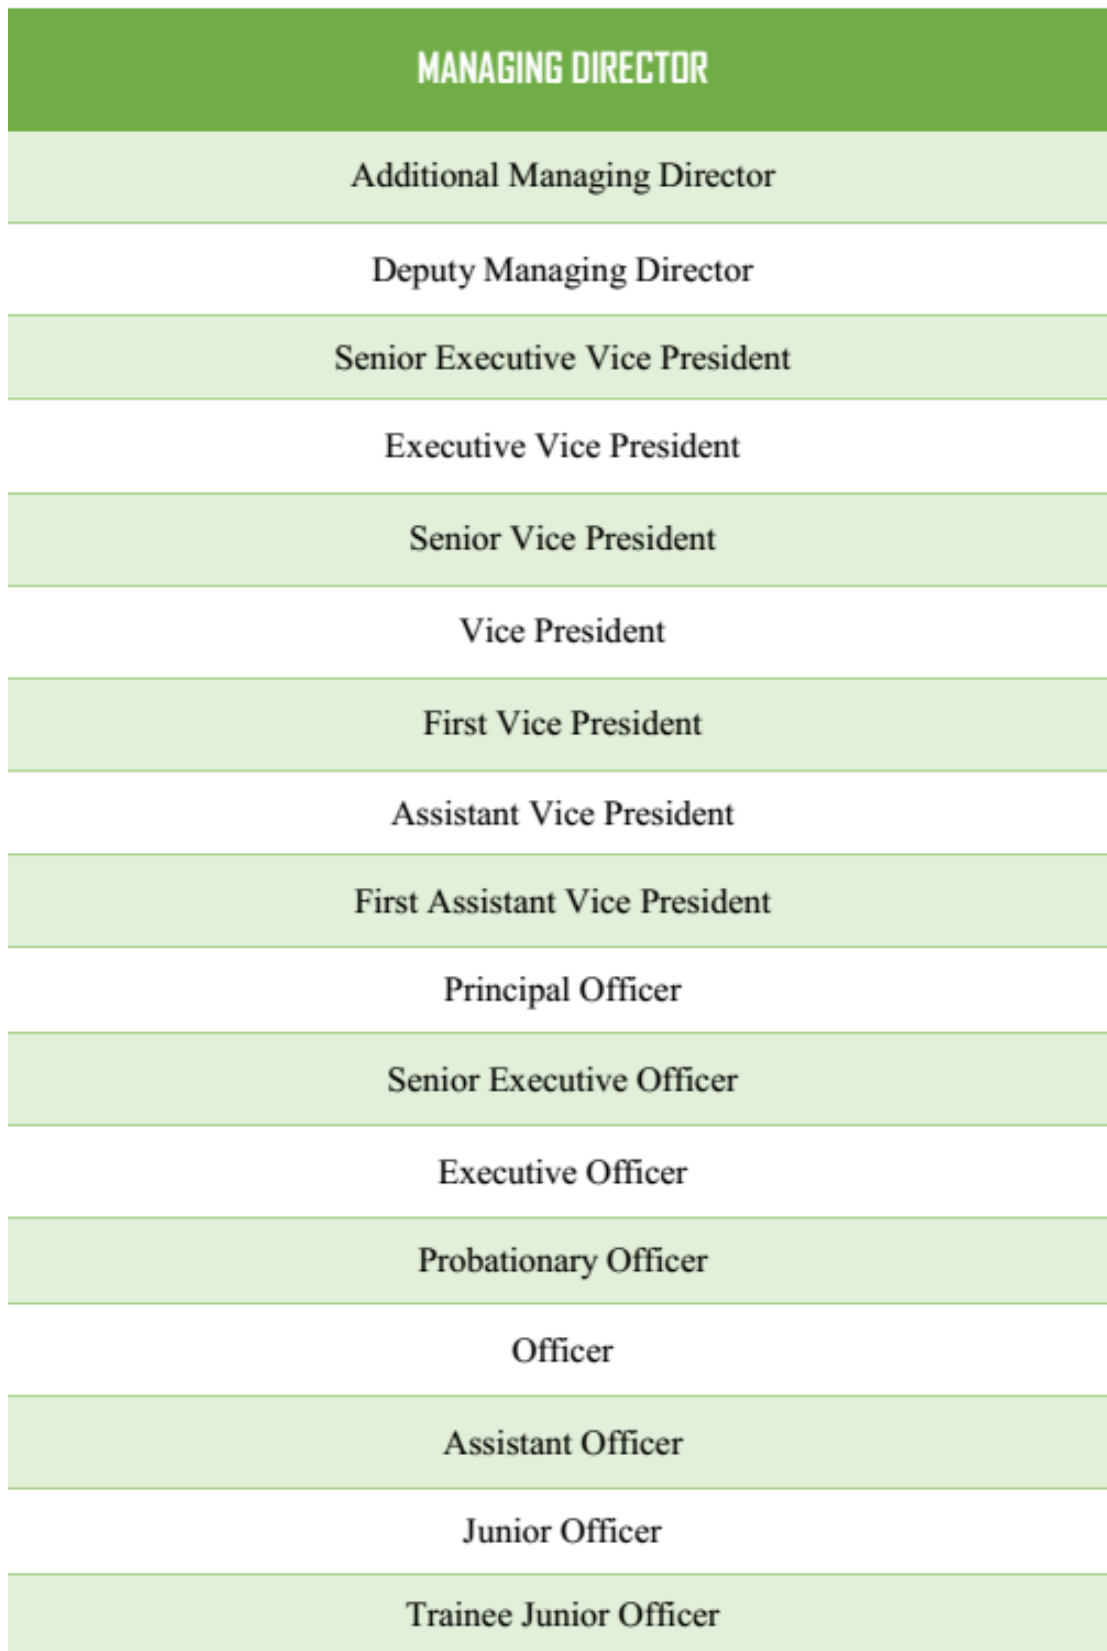 MANAGING DIRECTOR
Additional Managing Director
Deputy Managing Director
Senior Executive Vice President
Executive Vice President
Senior Vice President
Vice President
First Vice President
Assistant Vice President
First Assistant Vice President
Principal Officer
Senior Executive Officer
Executive Officer
Probationary Officer
Officer
Assistant Officer
Junior Officer
Trainee Junior Officer